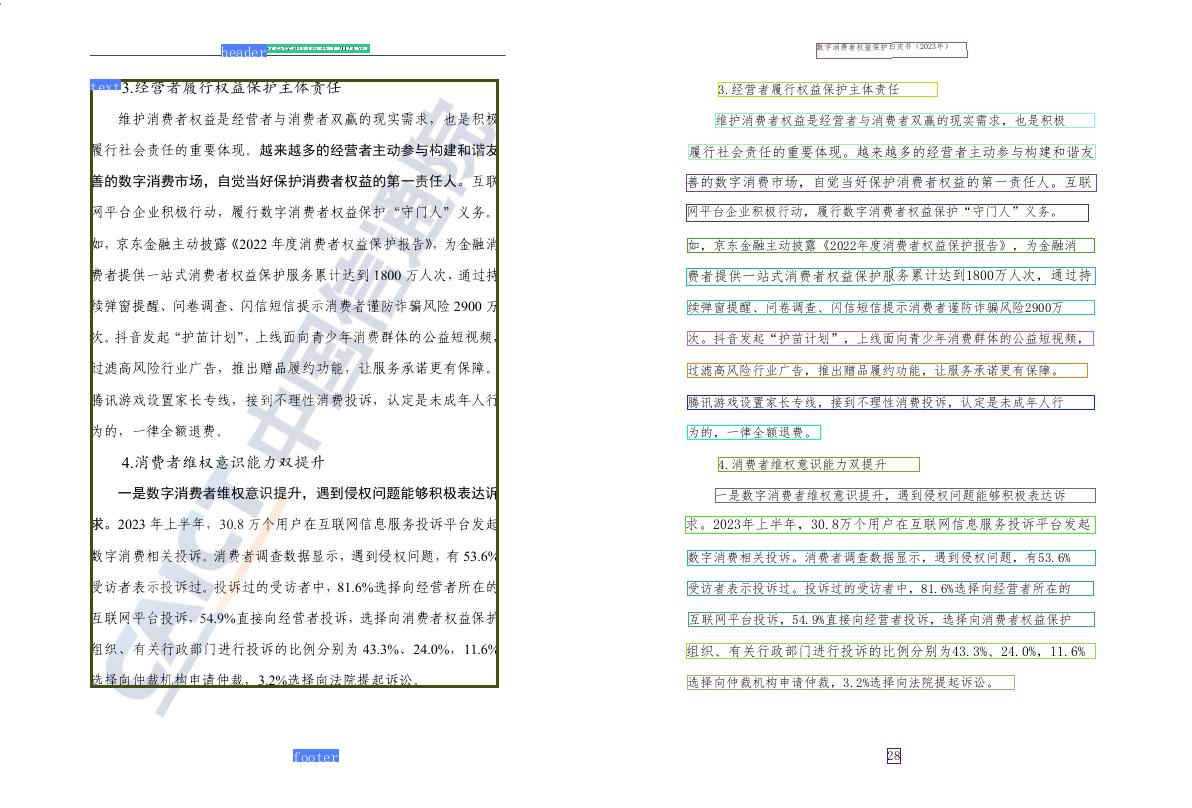 header
text
3.经营者履行权益保护主体责任
维护消费者权益是经营者与消费者双赢的现实需求，也是积极
履行社会责任的重要体现。越来越多的经营者主动参与构建和谐友
善的数字消费市场，自觉当好保护消费者权益的第一责任人。互联
网平台企业积极行动，履行数字消费者权益保护“守门人”义务。
如，京东金融主动披露《2022 年度消费者权益保护报告》，为金融消
费者提供一站式消费者权益保护服务累计达到 1800 万人次，通过持
续弹窗提醒、问卷调查、闪信短信提示消费者谨防诈骗风险 2900 万
次。抖音发起“护苗计划”，上线面向青少年消费群体的公益短视频，
过滤高风险行业广告，推出赠品履约功能，让服务承诺更有保障。
腾讯游戏设置家长专线，接到不理性消费投诉，认定是未成年人行
为的，一律全额退费。
4.消费者维权意识能力双提升
一是数字消费者维权意识提升，遇到侵权问题能够积极表达诉
求。2023 年上半年，30.8 万个用户在互联网信息服务投诉平台发起
数字消费相关投诉。消费者调查数据显示，遇到侵权问题，有 53.6%
受访者表示投诉过。投诉过的受访者中，81.6%选择向经营者所在的
互联网平台投诉，54.9%直接向经营者投诉，选择向消费者权益保护
组织、有关行政部门进行投诉的比例分别为 43.3%、24.0%，11.6%
选择向仲裁机构申请仲裁，3.2%选择向法院提起诉讼。
CAICT 中国信通院
footer
数字消费者权益保护白皮书（2023年）
3.经营者履行权益保护主体责任
维护消费者权益是经营者与消费者双赢的现实需求，也是积极
履行社会责任的重要体现。越来越多的经营者主动参与构建和谐友
善的数字消费市场，自觉当好保护消费者权益的第一责任人。互联
网平台企业积极行动，履行数字消费者权益保护“守门人”义务。
如，京东金融主动披露《2022年度消费者权益保护报告》，为金融消
费者提供一站式消费者权益保护服务累计达到1800万人次，通过持
续弹窗提醒、问卷调查、闪信短信提示消费者谨防诈骗风险2900万
次。抖音发起“护苗计划”，上线面向青少年消费群体的公益短视频，
过滤高风险行业广告，推出赠品履约功能，让服务承诺更有保障。
腾讯游戏设置家长专线，接到不理性消费投诉，认定是未成年人行
为的，一律全额退费。
4.消费者维权意识能力双提升
一是数字消费者维权意识提升，遇到侵权问题能够积极表达诉
求。2023年上半年，30.8万个用户在互联网信息服务投诉平台发起
数字消费相关投诉。消费者调查数据显示，遇到侵权问题，有53.6%
受访者表示投诉过。投诉过的受访者中，81.6%选择向经营者所在的
互联网平台投诉，54.9%直接向经营者投诉，选择向消费者权益保护
组织、有关行政部门进行投诉的比例分别为43.3%、24.0%，11.6%
选择向仲裁机构申请仲裁，3.2%选择向法院提起诉讼。
28